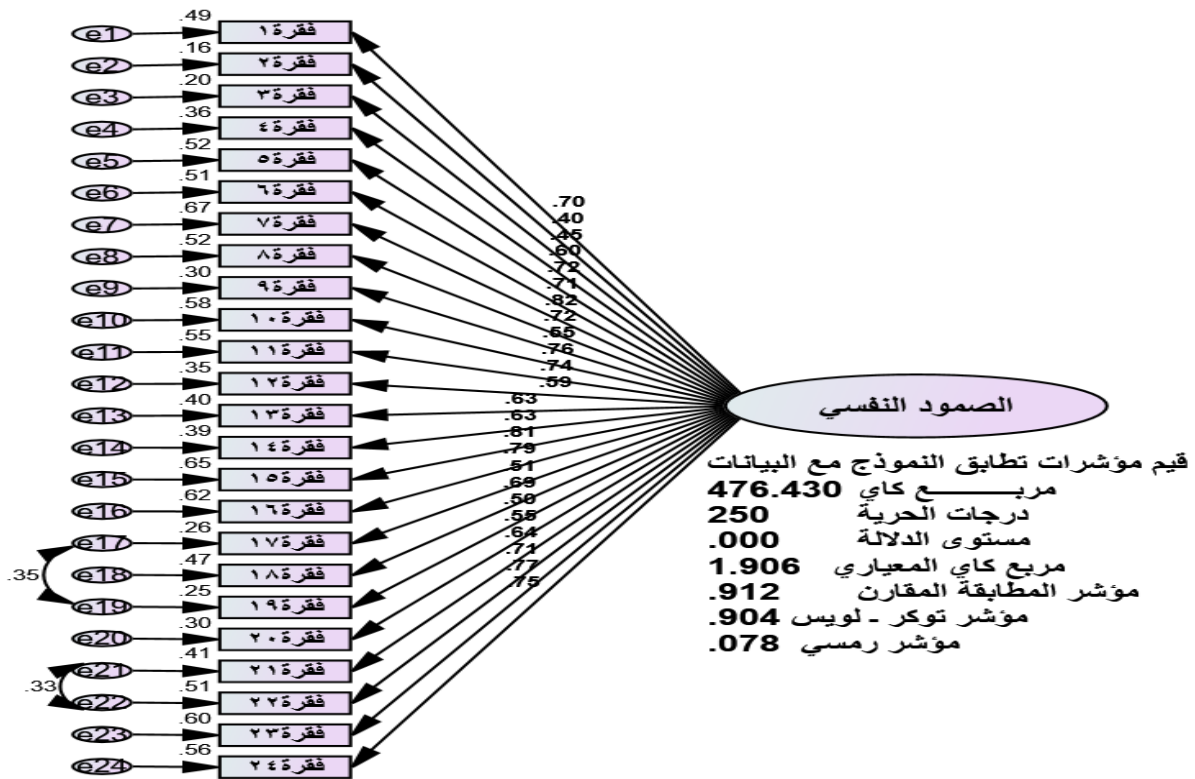 .49
e1
فقرة١
.16
e2
فقرة٢
.20
e3
فقرة٣
.36
e4
فقرة٤
.52
e5
فقرة٥
.51
e6
فقرة٦
.67
e7
فقرة٧
.52
e8
فقرة٨
.30
e9
فقرة٩
.58
e10
فقرة١٠
.55
e11
فقرة١١
.35
e12
فقرة١٢
.40
e13
فقرة١٣
.39
e14
فقرة١٤
.65
e15
فقرة١٥
.62
e16
فقرة١٦
.26
e17
فقرة١٧
.47
e18
فقرة١٨
.25
e19
فقرة١٩
.30
e20
فقرة٢٠
.41
e21
فقرة٢١
.51
e22
فقرة٢٢
.60
e23
فقرة٢٣
.56
e24
فقرة٢٤
.35
.33
.70
.40
.45
.60
.72
.71
.82
.72
.55
.76
.74
.59
.63
.63
.81
.79
.51
.69
.50
.55
.64
.71
.77
.75
الصمود النفسي
قيم مؤشرات تطابق النموذج مع البيانات
مربـــــــع كاي 476.430
درجات الحرية 250
مستوى الدلالة .000
مربع كاي المعياري 1.906
مؤشر المطابقة المقارن .912
مؤشر توكر ـ لويس .904
مؤشر رمسي .078